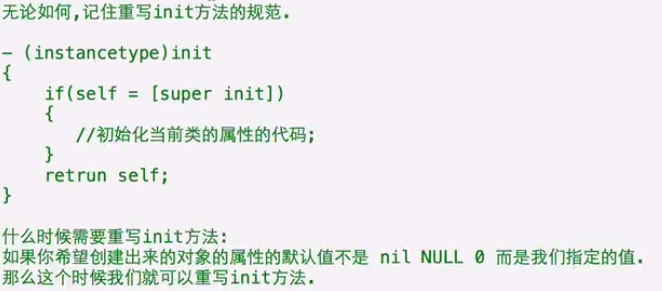 无论如何,记住重写init方法的规范.
- (instancetype)init
{
if(self = [super init])
{
//初始化当前类的属性的代码;
}
retrun self;
}
什么时候需要重写init方法:
如果你希望创建出来的对象的属性的默认值不是 nil NULL 0 而是我们指定的值.
那么这个时候我们就可以重写init方法.